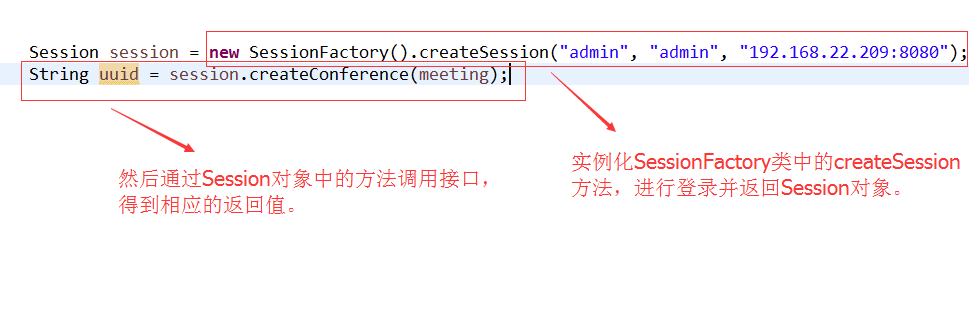 Session session = new SessionFactory().createSession("admin", "admin", "192.168.22.209:8080");
String uuid = session.createConference(meeting);
然后通过Session对象中的方法调用接口，
得到相应的返回值。
实例化SessionFactory类中的createSession
方法，进行登录并返回Session对象。